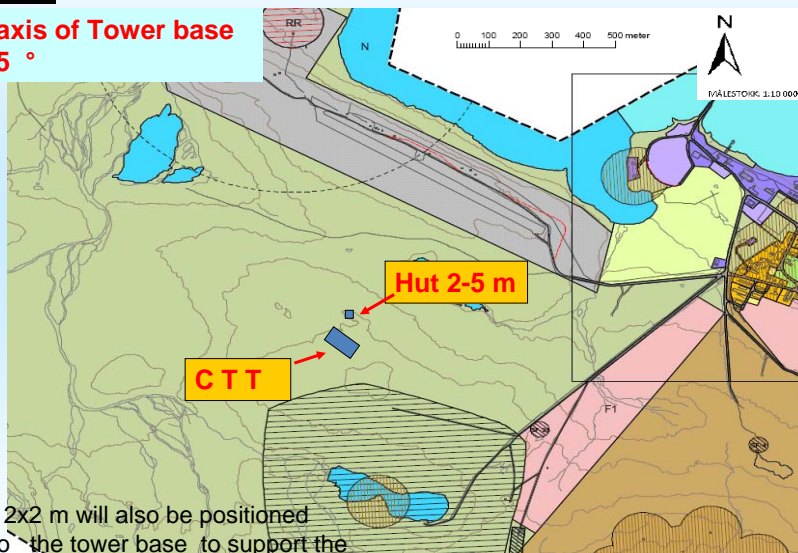 axis of Tower base
5 °
RR
N
0 100 200 300 400 500 meter
N
MÅLESTOKK: 1:10 000
Hut 2-5 m
C T T
F1
2x2 m will also be positioned
the tower base to support the